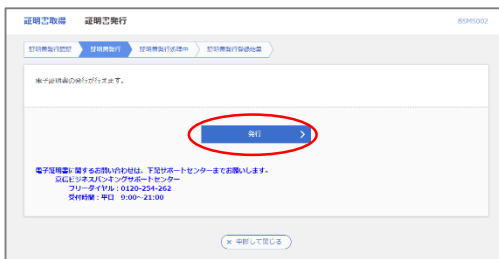 証明書取得 証明書発行
BSMS002
証明書発行認証 証明書発行 証明書発行処理中 証明書発行登録結果
電子証明書の発行が行えます。
発行
電子証明書に関するお問い合わせは、下記サポートセンターまでお願いします。
京信ビジネスバンキングサポートセンター
フリーダイヤル：0120-254-262
受付時間：平日 9:00～21:00
× 中断して閉じる